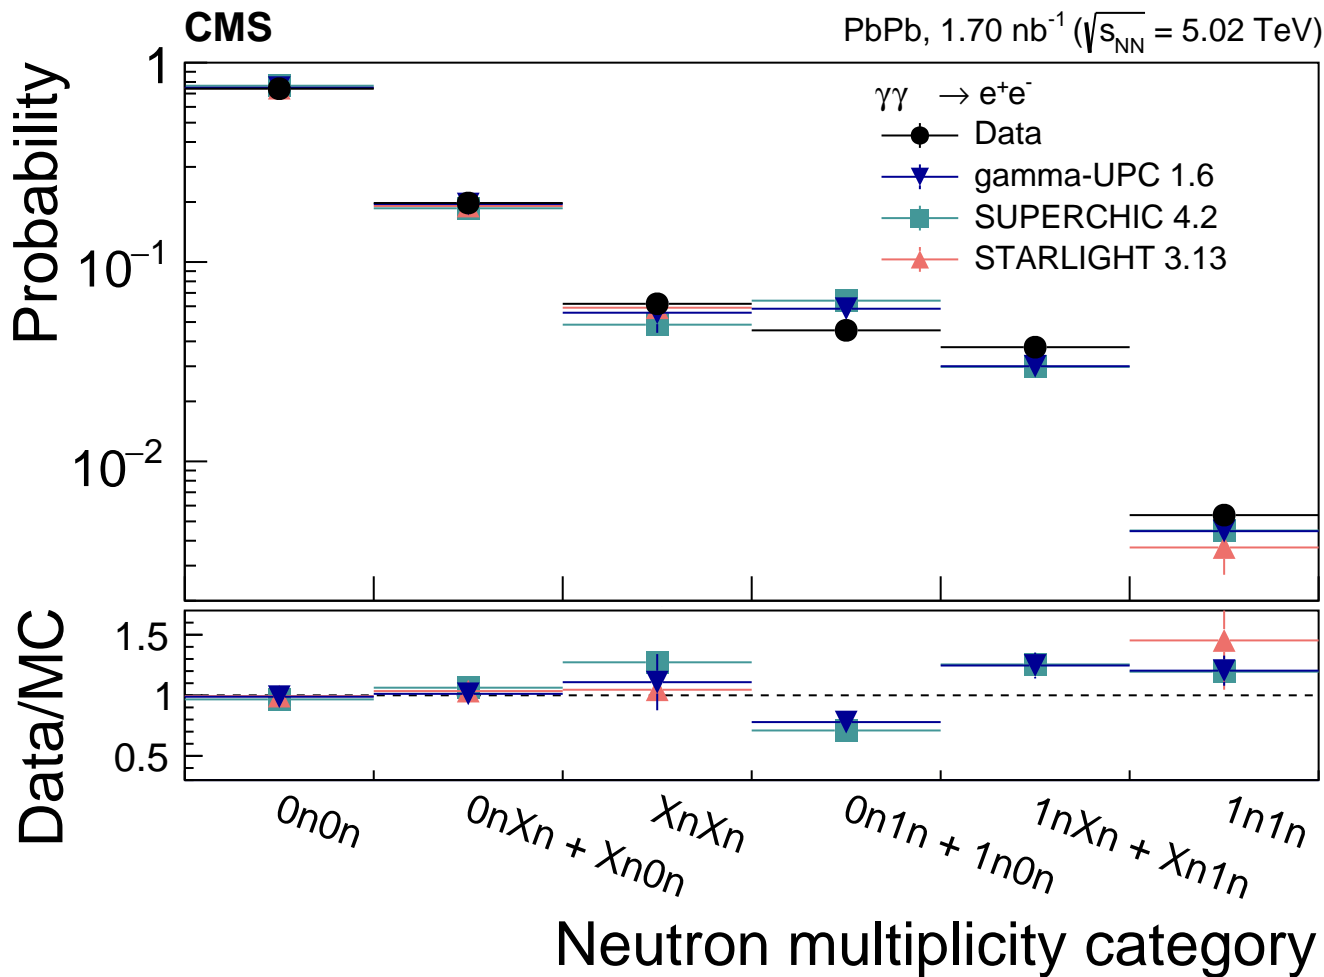 CMS
PbPb, 1.70 nb⁻¹ (√s_NN = 5.02 TeV)
Probability
1
10⁻¹
10⁻²
γγ → e⁺e⁻
Data
gamma-UPC 1.6
SUPERCHIC 4.2
STARLIGHT 3.13
Data/MC
1.5
1
0.5
0n0n
0nXn + Xn0n
XnXn
0n1n + 1n0n
1nXn + Xn1n
1n1n
Neutron multiplicity category